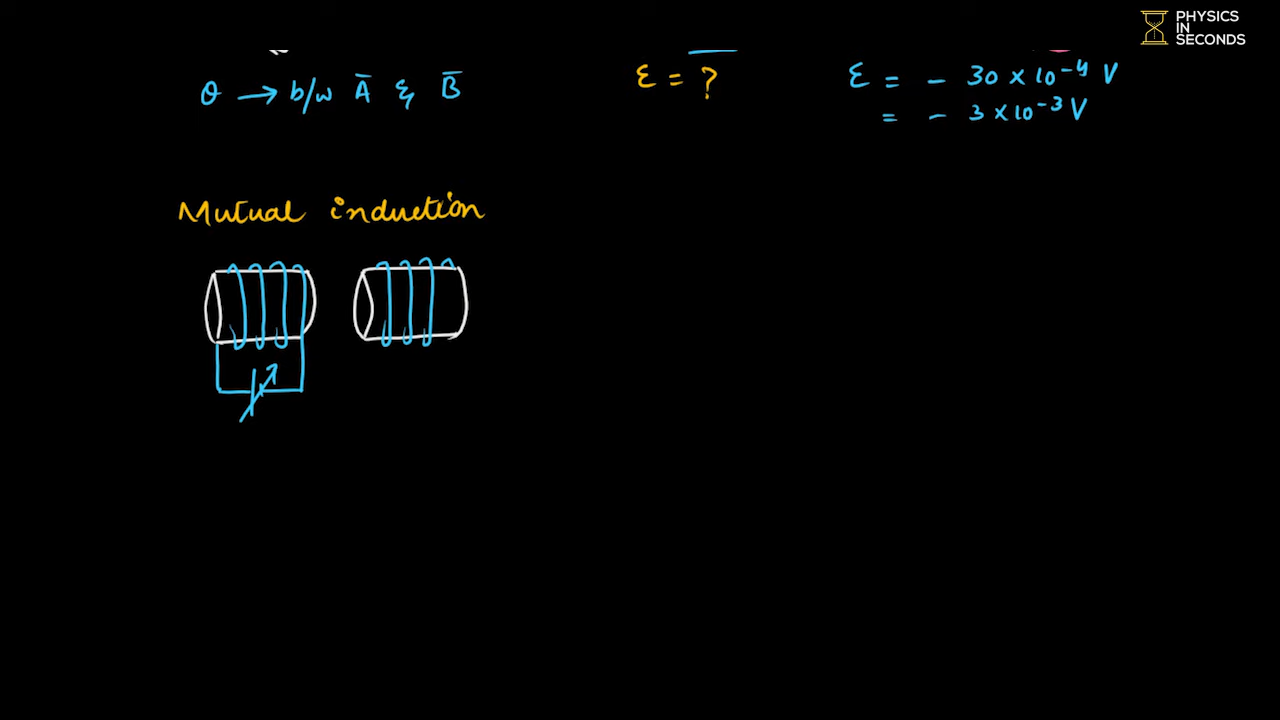 PHYSICS
IN
SECONDS
θ → b/w A̅ & B̅
Ɛ = ?
Ɛ = - 30 × 10⁻⁴ V
= - 3 × 10⁻³ V
Mutual induction